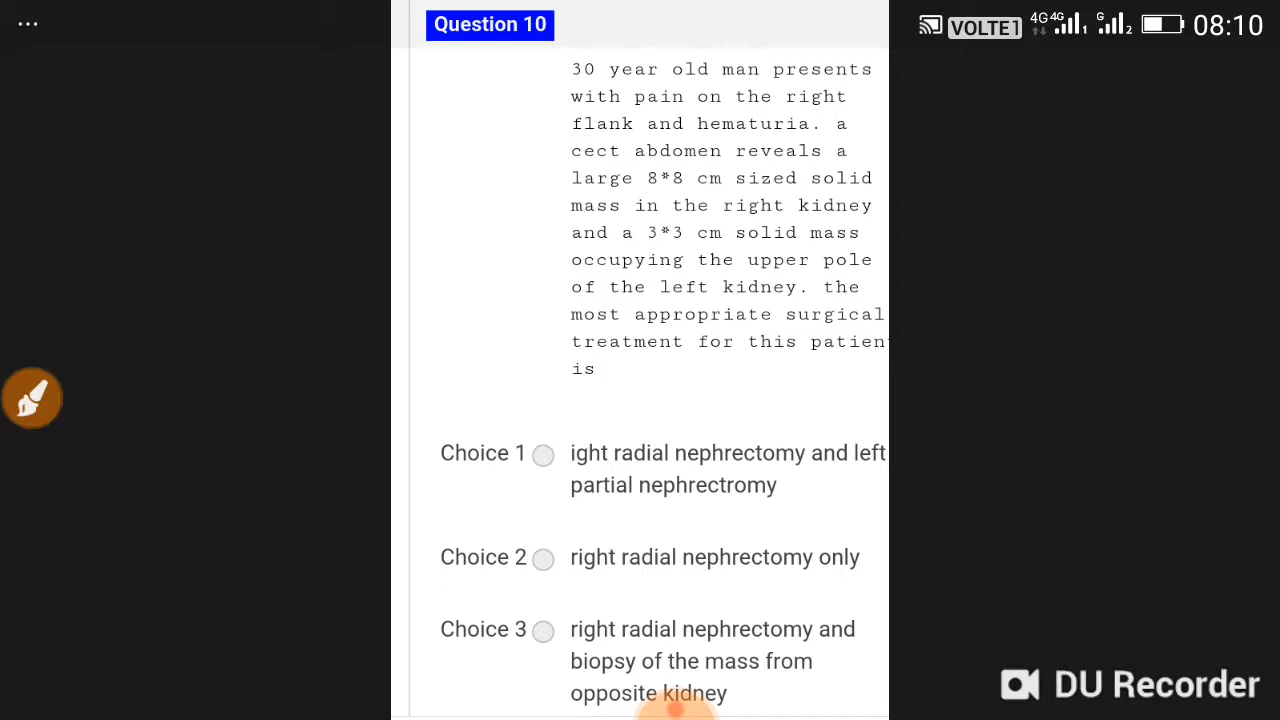 ...
VOLTE1 4G 4G 1 G 2 08:10
Question 10
30 year old man presents
with pain on the right
flank and hematuria. a
cect abdomen reveals a
large 8*8 cm sized solid
mass in the right kidney
and a 3*3 cm solid mass
occupying the upper pole
of the left kidney. the
most appropriate surgical
treatment for this patien
is
Choice 1 ight radial nephrectomy and left
partial nephrectromy
Choice 2 right radial nephrectomy only
Choice 3 right radial nephrectomy and
biopsy of the mass from
opposite kidney
DU Recorder